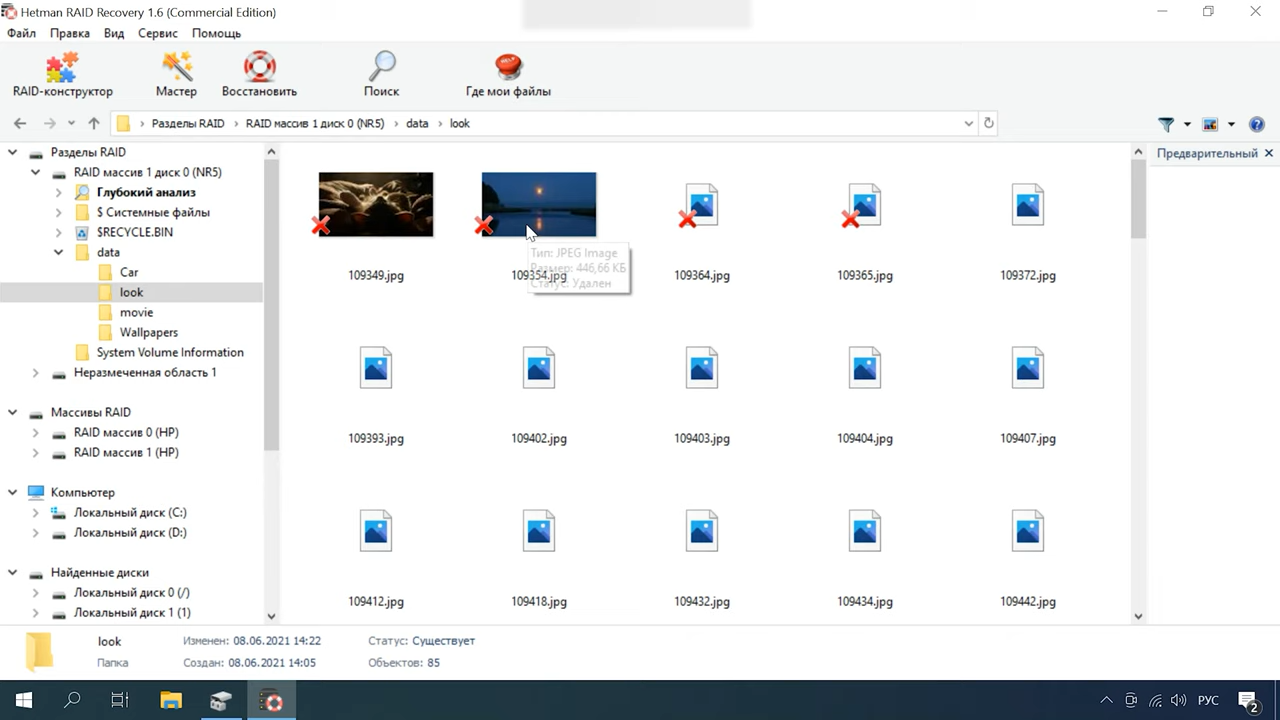 Hetman RAID Recovery 1.6 (Commercial Edition)
Файл Правка Вид Сервис Помощь
RAID-конструктор Мастер Восстановить Поиск Где мои файлы
Разделы RAID RAID массив 1 диск 0 (NR5) data look
Предварительный
Разделы RAID
RAID массив 1 диск 0 (NR5)
Глубокий анализ
$ Системные файлы
$RECYCLE.BIN
data
Car
look
movie
Wallpapers
System Volume Information
Неразмеченная область 1
Массивы RAID
RAID массив 0 (HP)
RAID массив 1 (HP)
Компьютер
Локальный диск (C:)
Локальный диск (D:)
Найденные диски
Локальный диск 0 (/)
Локальный диск 1 (1)
109349.jpg 109354.jpg 109364.jpg 109365.jpg 109372.jpg
Тип: JPEG Image
Размер: 446,66 КБ
Статус: Удален
109393.jpg 109402.jpg 109403.jpg 109404.jpg 109407.jpg
109412.jpg 109418.jpg 109432.jpg 109434.jpg 109442.jpg
look Изменен: 08.06.2021 14:22 Статус: Существует
Папка Создан: 08.06.2021 14:05 Объектов: 85
РУС 2